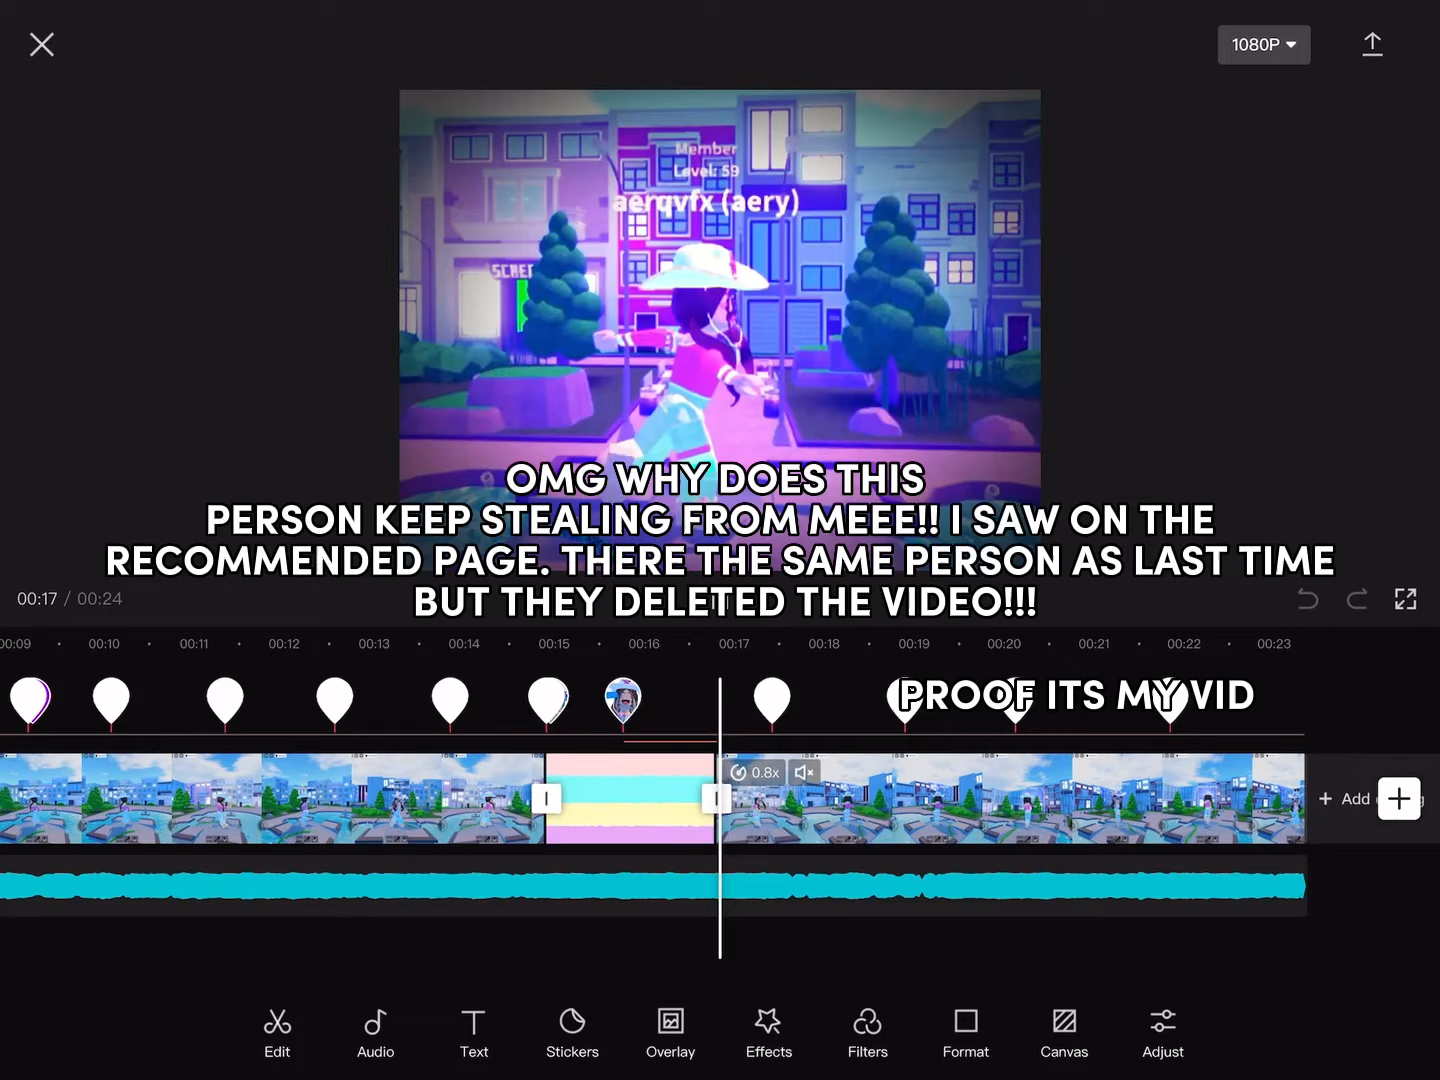 1080P
Member
Level: 59
aerqvfx (aery)
SCREE
OMG WHY DOES THIS
PERSON KEEP STEALING FROM MEEE!! I SAW ON THE
RECOMMENDED PAGE. THERE THE SAME PERSON AS LAST TIME
BUT THEY DELETED THE VIDEO!!!
00:17 / 00:24
00:09 00:10 00:11 00:12 00:13 00:14 00:15 00:16 00:17 00:18 00:19 00:20 00:21 00:22 00:23
PROOF ITS MY VID
0.8x
+ Add
Edit Audio Text Stickers Overlay Effects Filters Format Canvas Adjust